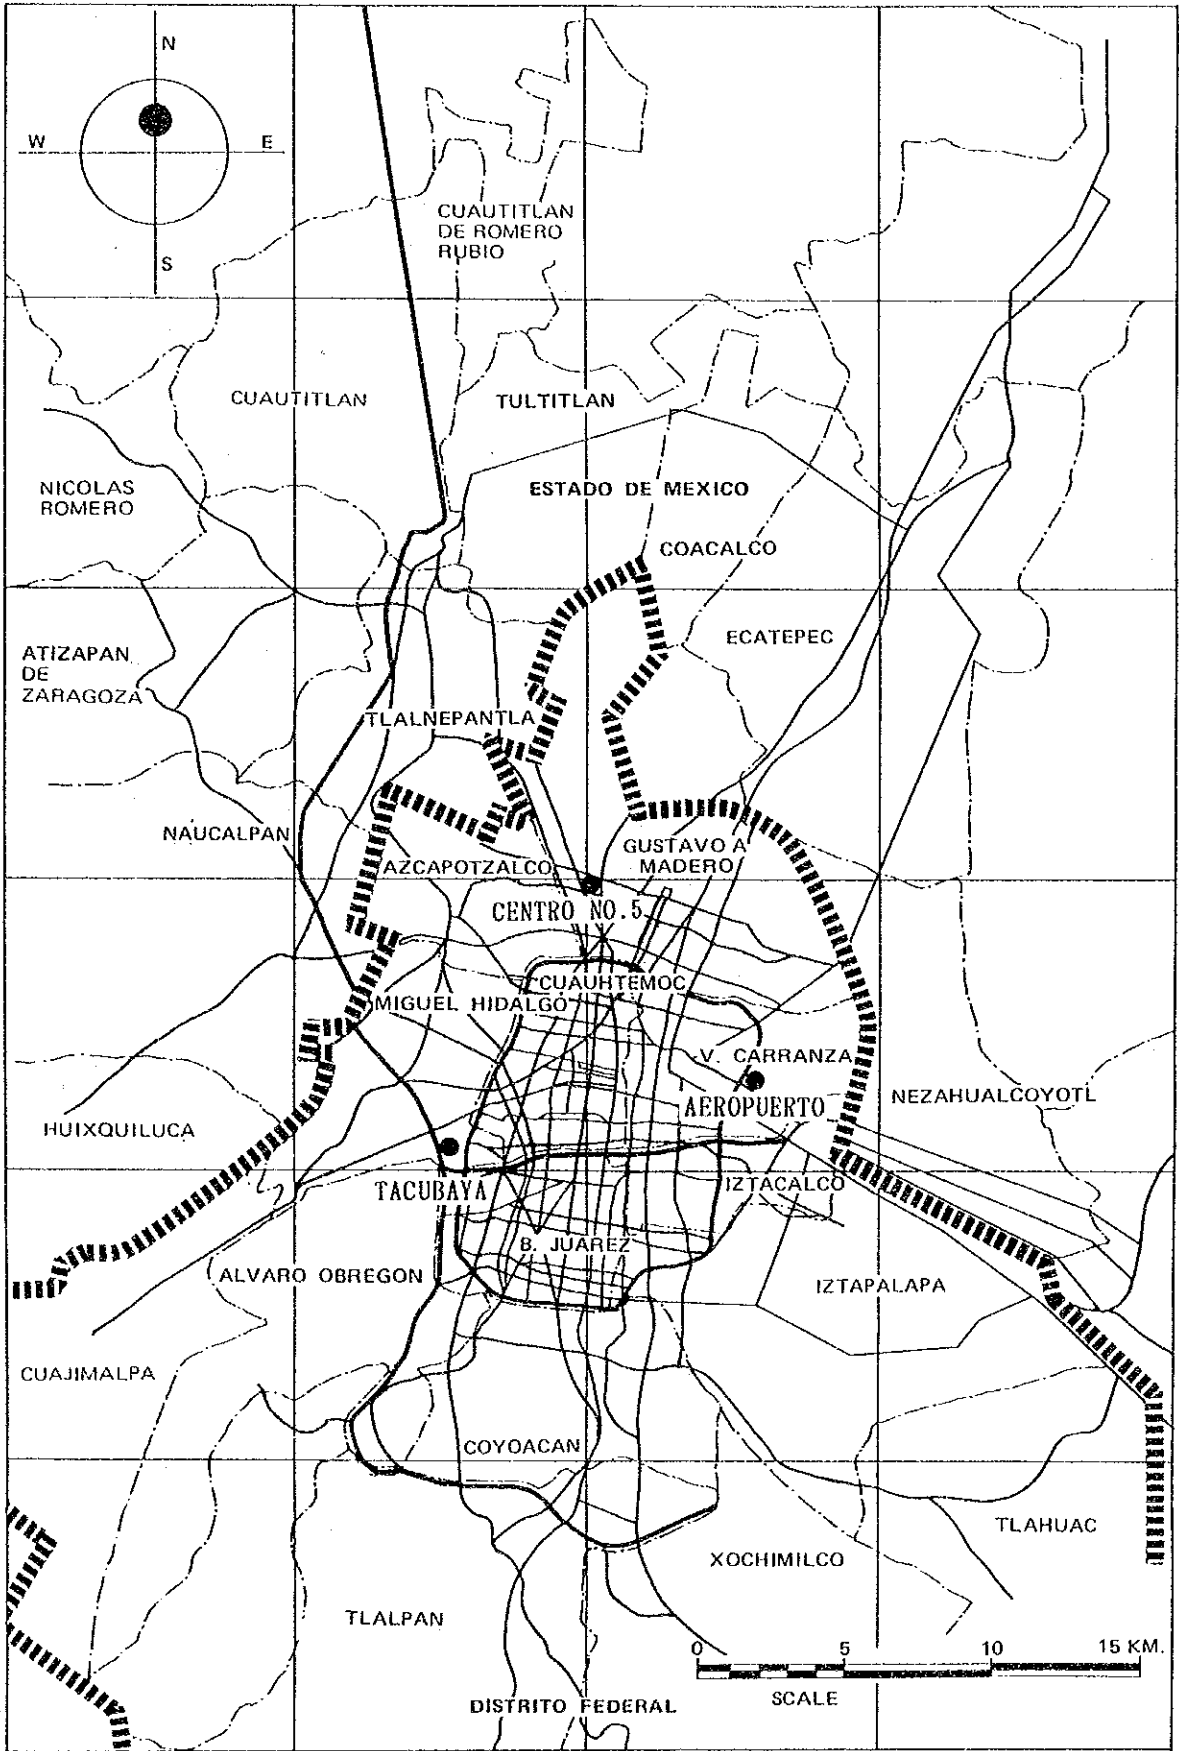 N
W
E
S
CUAUTITLAN
DE ROMERO
RUBIO
CUAUTITLAN
TULTITLAN
NICOLAS
ROMERO
ESTADO DE MEXICO
COACALCO
ECATEPEC
ATIZAPAN
DE
ZARAGOZA
TLALNEPANTLA
NAUCALPAN
AZCAPOTZALCO
GUSTAVO A
MADERO
CENTRO NO.5
CUAUHTEMOC
MIGUEL HIDALGO
V. CARRANZA
AEROPUERTO
NEZAHUALCOYOTL
HUIXQUILUCA
TACUBAYA
IZTACALCO
B. JUAREZ
ALVARO OBREGON
IZTAPALAPA
CUAJIMALPA
COYOACAN
TLAHUAC
XOCHIMILCO
TLALPAN
0 5 10 15 KM.
SCALE
DISTRITO FEDERAL